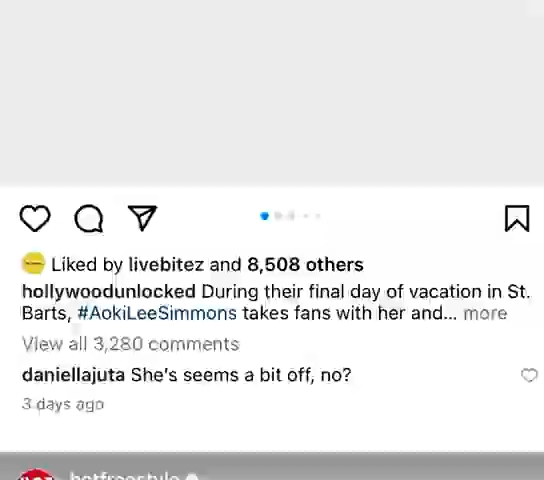 Liked by livebitez and 8,508 others
hollywoodunlocked During their final day of vacation in St.
Barts, #AokiLeeSimmons takes fans with her and... more
View all 3,280 comments
daniellajuta She's seems a bit off, no?
3 days ago